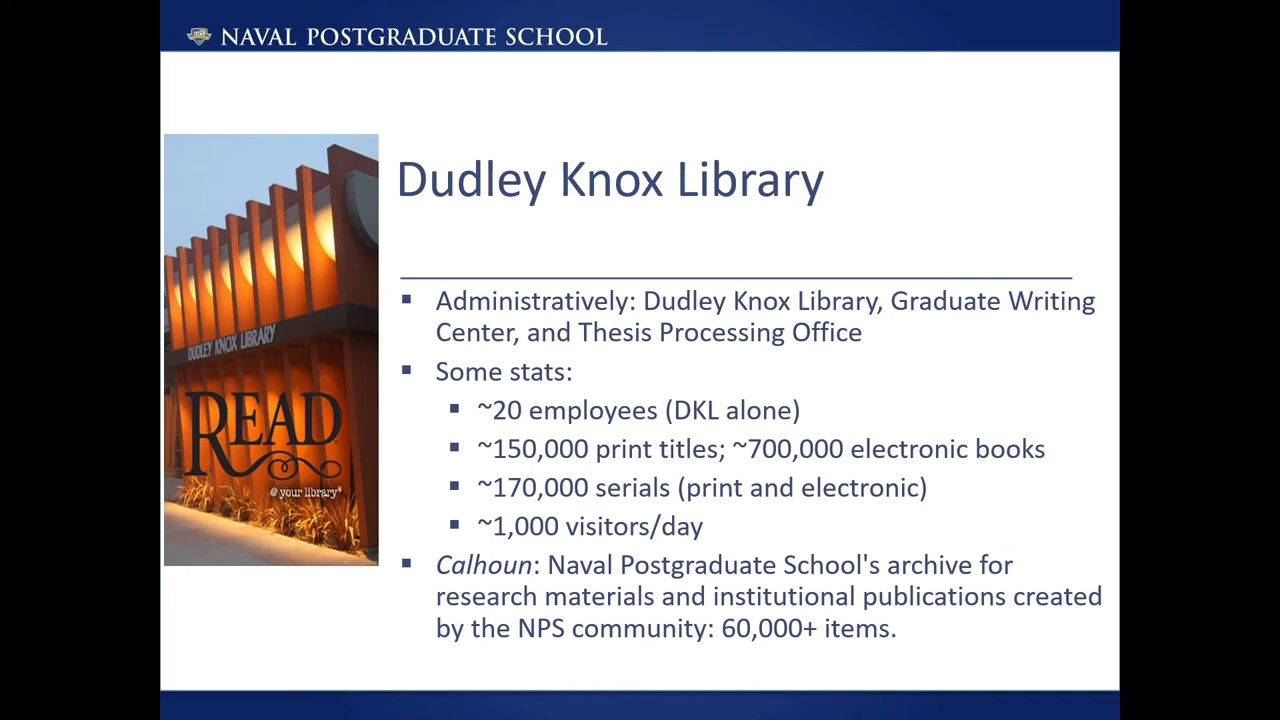 NAVAL POSTGRADUATE SCHOOL
Dudley Knox Library
DUDLEY KNOX LIBRARY
READ
@ your library®
▪ Administratively: Dudley Knox Library, Graduate Writing
Center, and Thesis Processing Office
▪ Some stats:
▪ ~20 employees (DKL alone)
▪ ~150,000 print titles; ~700,000 electronic books
▪ ~170,000 serials (print and electronic)
▪ ~1,000 visitors/day
▪ Calhoun: Naval Postgraduate School's archive for
research materials and institutional publications created
by the NPS community: 60,000+ items.